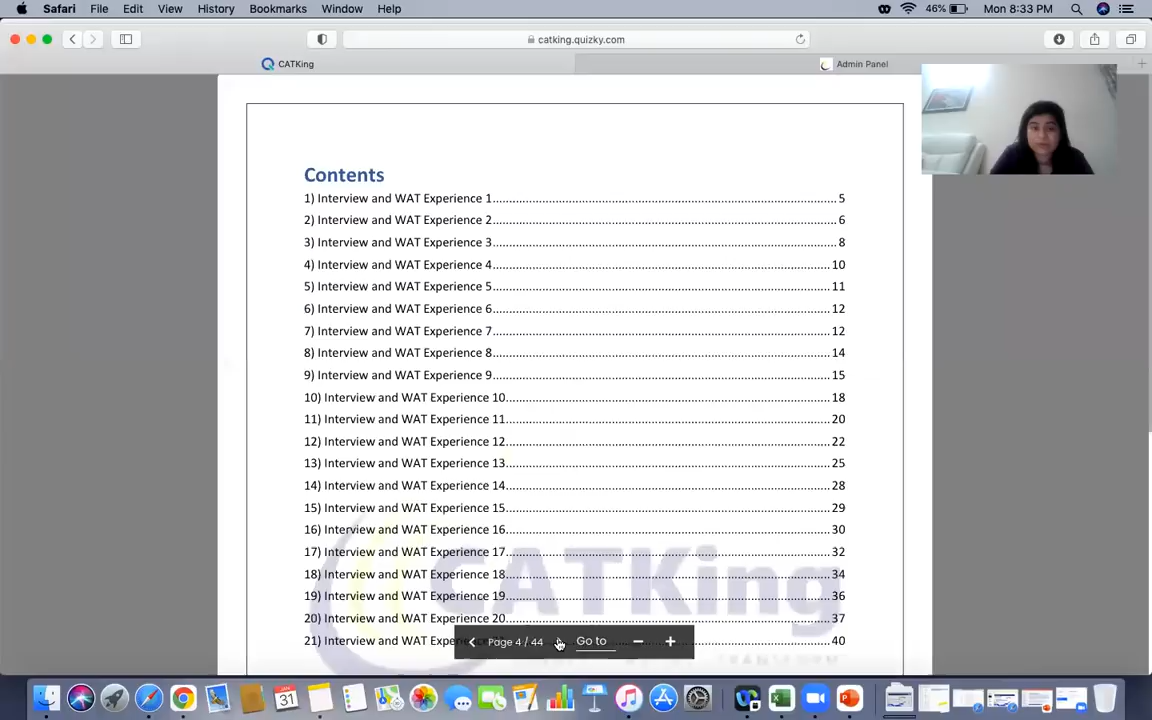 Safari File Edit View History Bookmarks Window Help 46% Mon 8:33 PM
catking.quizky.com
CATKing Admin Panel
Contents
1) Interview and WAT Experience 1 5
2) Interview and WAT Experience 2 6
3) Interview and WAT Experience 3 8
4) Interview and WAT Experience 4 10
5) Interview and WAT Experience 5 11
6) Interview and WAT Experience 6 12
7) Interview and WAT Experience 7 12
8) Interview and WAT Experience 8 14
9) Interview and WAT Experience 9 15
10) Interview and WAT Experience 10 18
11) Interview and WAT Experience 11 20
12) Interview and WAT Experience 12 22
13) Interview and WAT Experience 13 25
14) Interview and WAT Experience 14 28
15) Interview and WAT Experience 15 29
16) Interview and WAT Experience 16 30
17) Interview and WAT Experience 17 32
18) Interview and WAT Experience 18 34
19) Interview and WAT Experience 19 36
20) Interview and WAT Experience 20 37
21) Interview and WAT 40
CATKing
Page 4 / 44 Go to
31